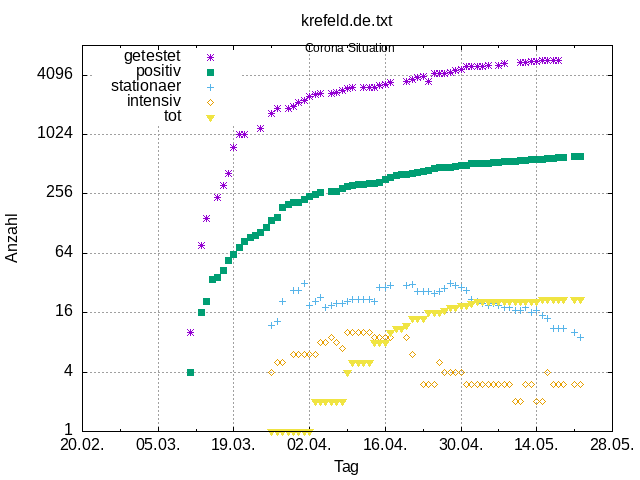 krefeld.de.txt
Corona Situation
getestet
positiv
stationaer
intensiv
tot
4096
1024
256
64
16
4
1
Anzahl
20.02. 05.03. 19.03. 02.04. 16.04. 30.04. 14.05. 28.05.
Tag